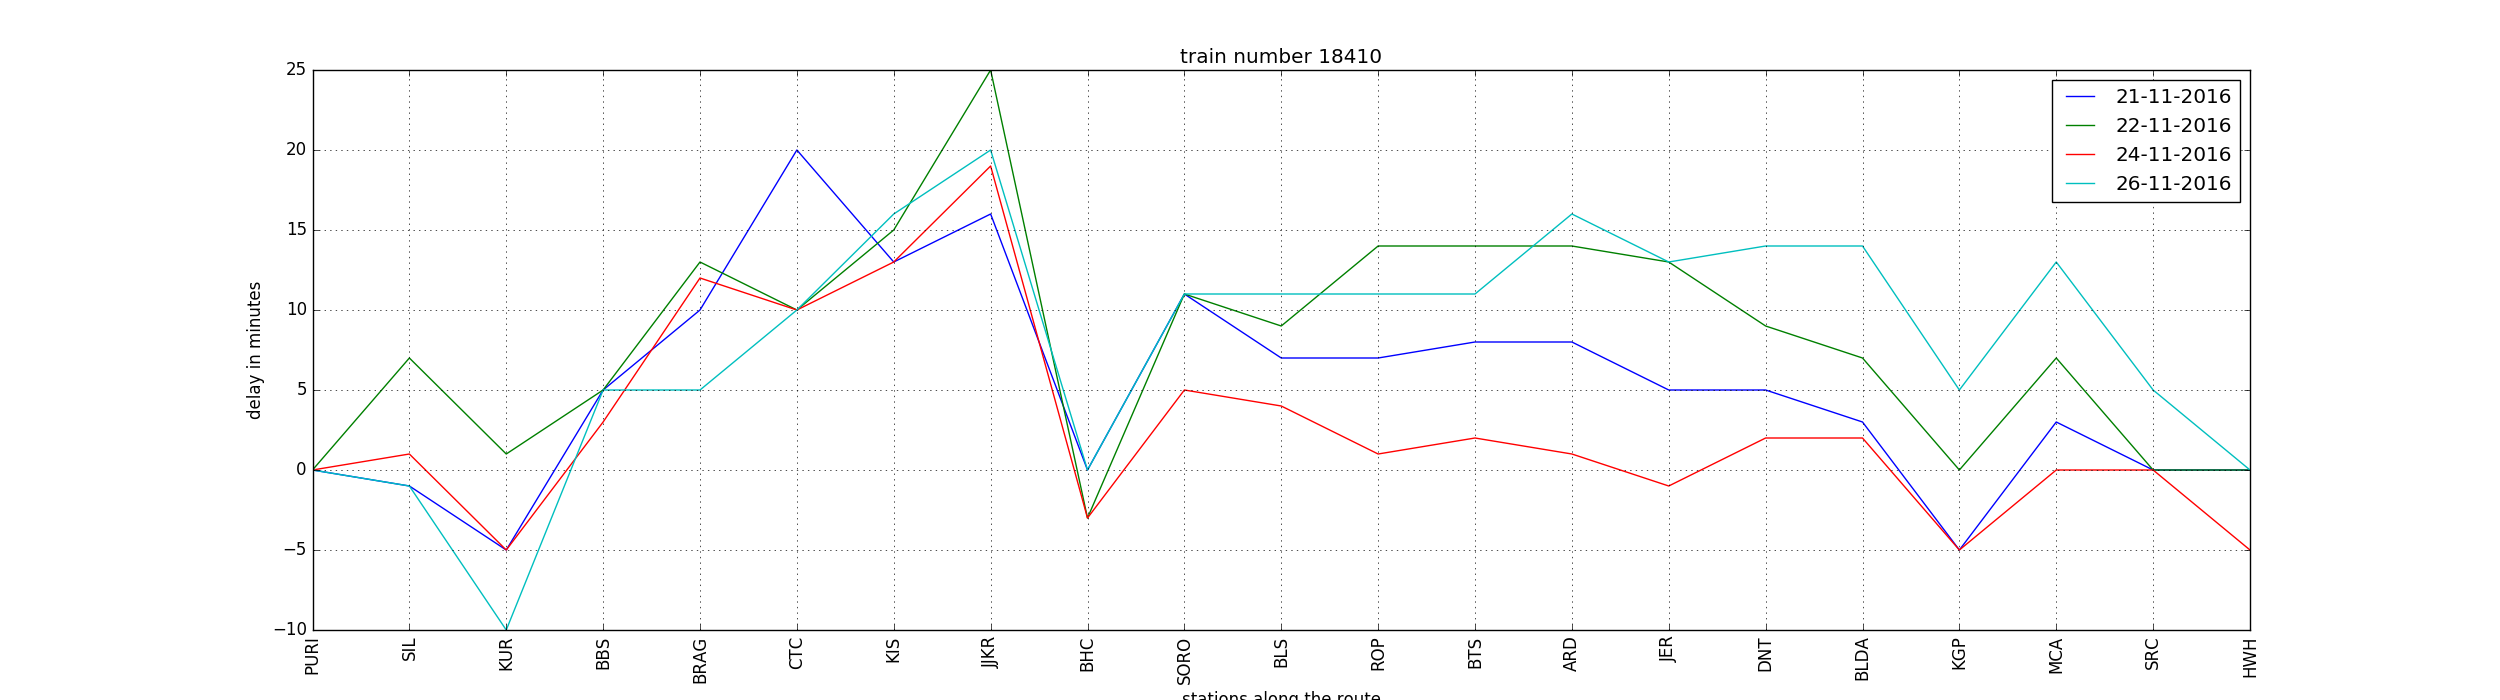 train number 18410
25
20
15
10
5
0
−5
−10
delay in minutes
21-11-2016
22-11-2016
24-11-2016
26-11-2016
PURI
SIL
KUR
BBS
BRAG
CTC
KIS
JJKR
BHC
SORO
BLS
ROP
BTS
ARD
JER
DNT
BLDA
KGP
MCA
SRC
HWH
stations along the route